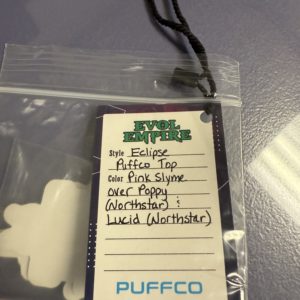 EVOL
EMPIRE
Style Eclipse
Puffco Top
Color Pink Slyme
over Poppy
(Northstar) &
Lucid (Northstar)
PUFFCO